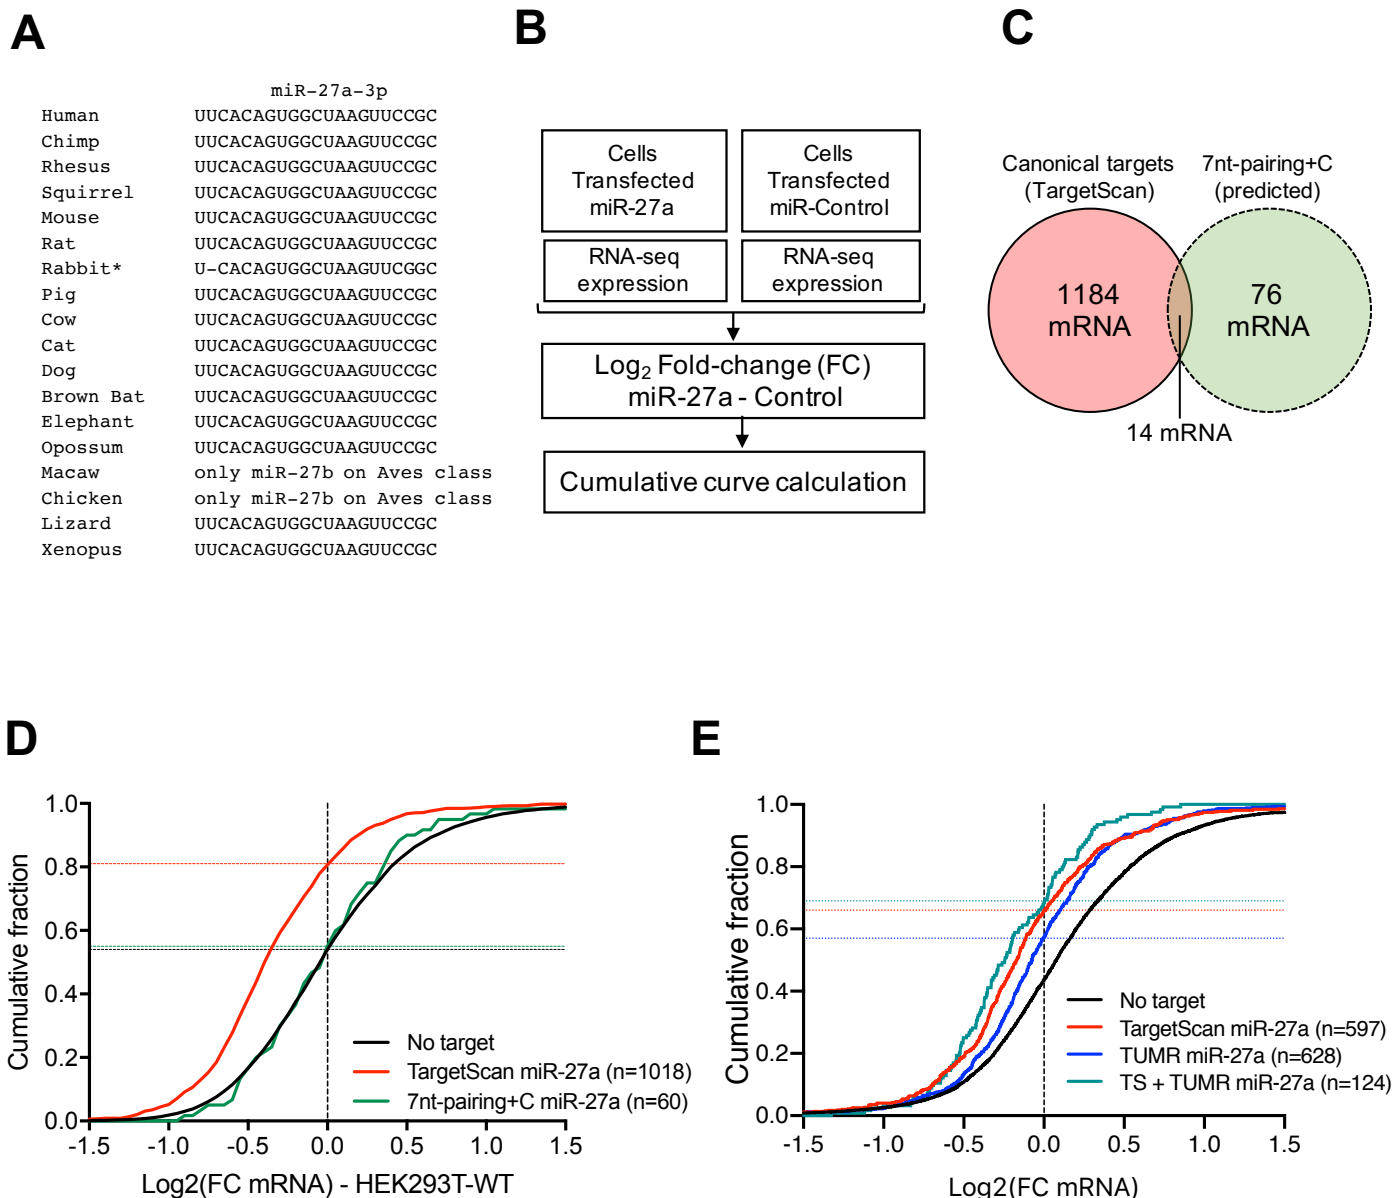 A
miR-27a-3p
Human UUCACAGUGGCUAAGUUCCGC
Chimp UUCACAGUGGCUAAGUUCCGC
Rhesus UUCACAGUGGCUAAGUUCCGC
Squirrel UUCACAGUGGCUAAGUUCCGC
Mouse UUCACAGUGGCUAAGUUCCGC
Rat UUCACAGUGGCUAAGUUCCGC
Rabbit* U-CACAGUGGCUAAGUUCGGC
Pig UUCACAGUGGCUAAGUUCCGC
Cow UUCACAGUGGCUAAGUUCCGC
Cat UUCACAGUGGCUAAGUUCCGC
Dog UUCACAGUGGCUAAGUUCCGC
Brown Bat UUCACAGUGGCUAAGUUCCGC
Elephant UUCACAGUGGCUAAGUUCCGC
Opossum UUCACAGUGGCUAAGUUCCGC
Macaw only miR-27b on Aves class
Chicken only miR-27b on Aves class
Lizard UUCACAGUGGCUAAGUUCCGC
Xenopus UUCACAGUGGCUAAGUUCCGC
B
Cells
Transfected
miR-27a
Cells
Transfected
miR-Control
RNA-seq
expression
RNA-seq
expression
Log2 Fold-change (FC)
miR-27a - Control
Cumulative curve calculation
C
Canonical targets
(TargetScan)
7nt-pairing+C
(predicted)
1184
mRNA
76
mRNA
14 mRNA
D
Cumulative fraction
1.0
0.8
0.6
0.4
0.2
0.0
No target
TargetScan miR-27a (n=1018)
7nt-pairing+C miR-27a (n=60)
-1.5 -1.0 -0.5 0.0 0.5 1.0 1.5
Log2(FC mRNA) - HEK293T-WT
E
Cumulative fraction
1.0
0.8
0.6
0.4
0.2
0.0
No target
TargetScan miR-27a (n=597)
TUMR miR-27a (n=628)
TS + TUMR miR-27a (n=124)
-1.5 -1.0 -0.5 0.0 0.5 1.0 1.5
Log2(FC mRNA)